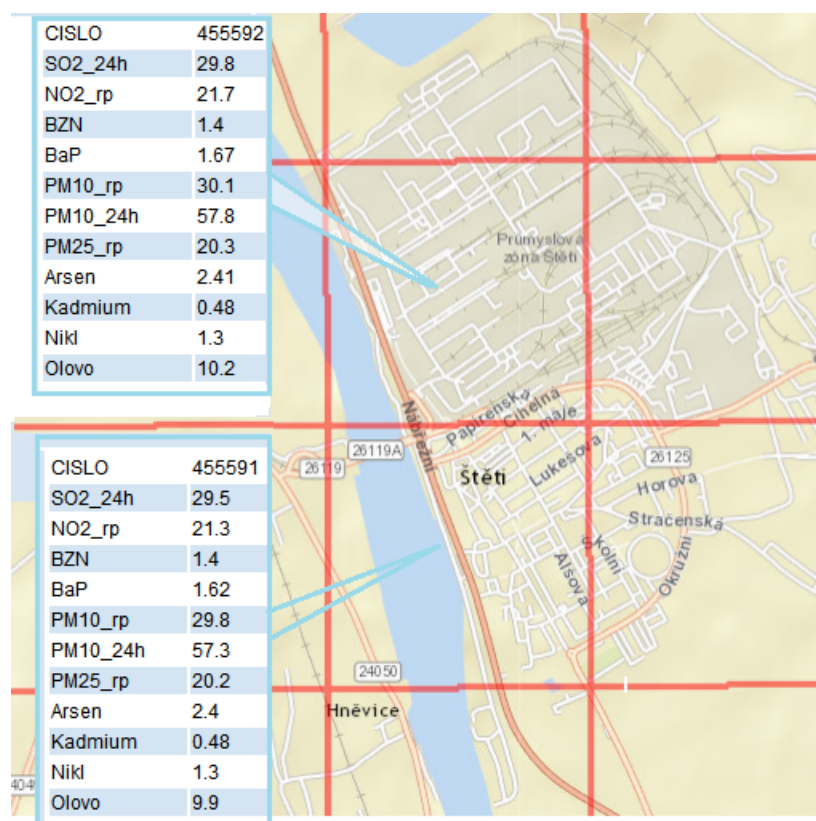 CISLO 455592
SO2_24h 29.8
NO2_rp 21.7
BZN 1.4
BaP 1.67
PM10_rp 30.1
PM10_24h 57.8
PM25_rp 20.3
Arsen 2.41
Kadmium 0.48
Nikl 1.3
Olovo 10.2
Průmyslová
zóna Štětí
Nábřežní
Papírenská
Cihelná
1. máje
26119A
26119
Štětí
Lukešova
26125
Horova
Stračenská
Školní
Alšova
Okružní
CISLO 455591
SO2_24h 29.5
NO2_rp 21.3
BZN 1.4
BaP 1.62
PM10_rp 29.8
PM10_24h 57.3
PM25_rp 20.2
Arsen 2.4
Kadmium 0.48
Nikl 1.3
Olovo 9.9
24050
Hněvice